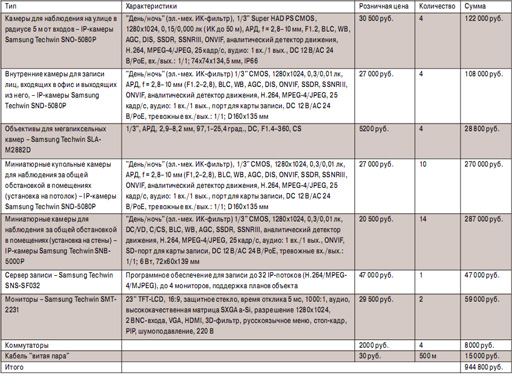 Тип Характеристики Розничная цена Количество Сумма
Камеры для наблюдения на улице в "День/ночь" (эл.-мех. ИК-фильтр), 1/3" Super HAD PS CMOS, 30 500 руб. 4 122 000 руб.
радиусе 5 м от входов – IP-камеры 1280x1024, 0,15/0,000 лк (ИК до 50 м), АРД, f = 2,8–10 мм, F1.2, BLC, WB,
Samsung Techwin SNO-5080P AGC, DIS, SSDR, SSNRIII, ONVIF, аналитический детектор движения,
H.264, MPEG-4/JPEG, 25 кадр/с, аудио: 1 вх./1 вых., DC 12 В/AC 24
В/PoE, вх./вых.: 1/1; 74x74x134,5 мм, IP66
Внутренние камеры для записи "День/ночь" (эл.-мех. ИК-фильтр) 1/3" CMOS, 1280x1024, 0,3/0,01 лк, 27 000 руб. 4 108 000 руб.
лиц, входящих в офис и выходящих АРД, f = 2,8–10 мм (F1.2–2,8), BLC, WB, AGC, DIS, ONVIF, SSDR, SSNRIII,
из него, – IP-камеры Samsung ONVIF, аналитический детектор движения, H.264, MPEG-4/JPEG, 25
Techwin SND-5080P кадр/с, аудио: 1 вх./1 вых., порт для карты записи, DC 12 В/AC 24
В/PoE, тревожные вх./вых.: 1/1; D160x135 мм
Объективы для мегапиксельных 1/3", АРД, 2,9–8,2 мм, 97,1–25,4 град., DC, F1.4–360, CS 5200 руб. 4 28 800 руб.
камер – Samsung Techwin SLA-
M2882D
Миниатюрные купольные камеры "День/ночь" (эл.-мех. ИК-фильтр) 1/3" CMOS, 1280x1024, 0,3/0,01 лк, 27 000 руб. 10 270 000 руб.
для наблюдения за общей АРД, f = 2,8–10 мм (F1.2–2,8), BLC, WB, AGC, DIS, ONVIF, SSDR, SSNRIII,
обстановкой в помещениях ONVIF, аналитический детектор движения, H.264, MPEG-4/JPEG, 25
(установка на потолок) – IP-камеры кадр/с, аудио: 1 вх./1 вых., порт для карты записи, DC 12 В/AC 24
Samsung Techwin SND-5080P В/PoE, тревожные вх./вых.: 1/1; D160x135 мм
Миниатюрные камеры для "День/ночь" (эл.-мех. ИК-фильтр) 1/3" CMOS, 1280x1024, 0,3/0,01 лк, 20 500 руб. 14 287 000 руб.
наблюдения за общей обстановкой DC/VD, C/CS, BLC, WB, AGC, SSDR, SSNRIII, аналитический детектор
в помещениях (установка на стены) – движения, H.264, MPEG-4/JPEG, 25 кадр/с, аудио: 1 вх./1 вых., ONVIF,
IP-камеры Samsung Techwin SNB- SD-порт для карты записи, DC 12 В/AC 24 В/PoE, тревожные вх./вых.:
5000P 1/1; 6 Вт, 72x60x139 мм
Сервер записи – Samsung Techwin Программное обеспечение для записи до 32 IP-потоков (H.264/MPEG- 47 000 руб. 1 47 000 руб.
SNS-SF032 4/MJPEG), до 4 мониторов, поддержка планов объекта
Мониторы – Samsung Techwin SMT- 23" TFT-LCD, 16:9, защитное стекло, время отклика 5 мс, 1000:1, аудио, 29 500 руб. 2 59 000 руб.
2231 высококачественная матрица SXGA a-Si, разрешение 1280x1024,
2 BNC-входа, VGA, HDMI, 3D-фильтр, русскоязычное меню, стоп-кадр,
PIP, шумоподавление, 220 В
Коммутаторы 2000 руб. 4 8000 руб.
Кабель "витая пара" 30 руб. 500 м 15 000 руб.
Итого 944 800 руб.